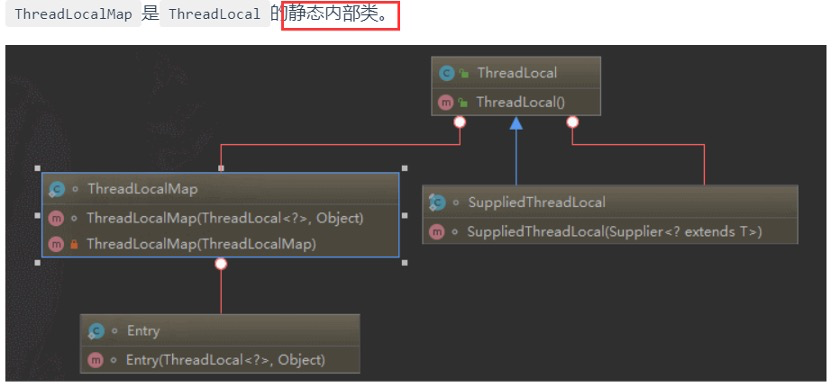 ThreadLocalMap 是 ThreadLocal 的静态内部类。
ThreadLocal
ThreadLocal()
ThreadLocalMap
ThreadLocalMap(ThreadLocal<?>, Object)
ThreadLocalMap(ThreadLocalMap)
SuppliedThreadLocal
SuppliedThreadLocal(Supplier<? extends T>)
Entry
Entry(ThreadLocal<?>, Object)